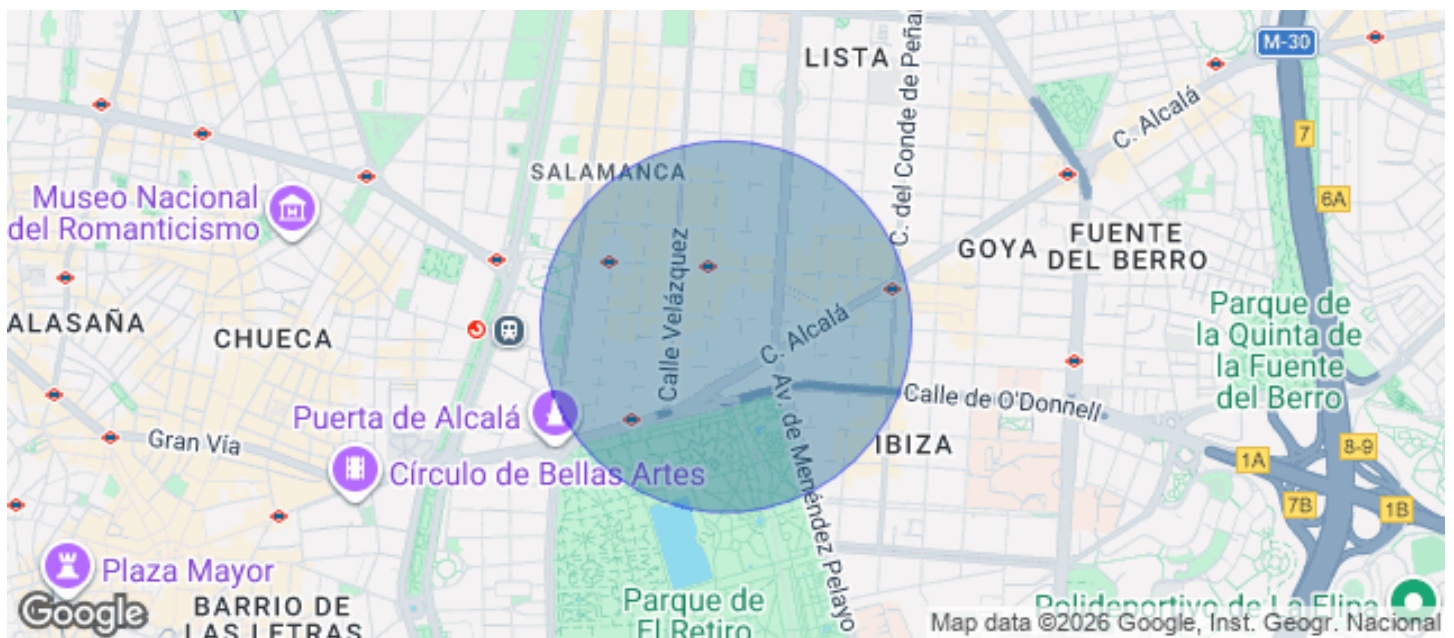 LISTA
M-30
C. del Conde de Peñal
C. Alcalá
7
SALAMANCA
6A
Museo Nacional
del Romanticismo
GOYA
FUENTE
DEL BERRO
Calle Velázquez
ALASAÑA
CHUECA
Parque de
la Quinta de
la Fuente
del Berro
C. Alcalá
Puerta de Alcalá
Calle de O'Donnell
Av. de Menéndez Pelayo
Gran Vía
IBIZA
8-9
1A
Círculo de Bellas Artes
7B
1B
Plaza Mayor
Parque de
El Retiro
BARRIO DE
LAS LETRAS
Polideportivo de La Elipa
Google
Map data ©2026 Google, Inst. Geogr. Nacional